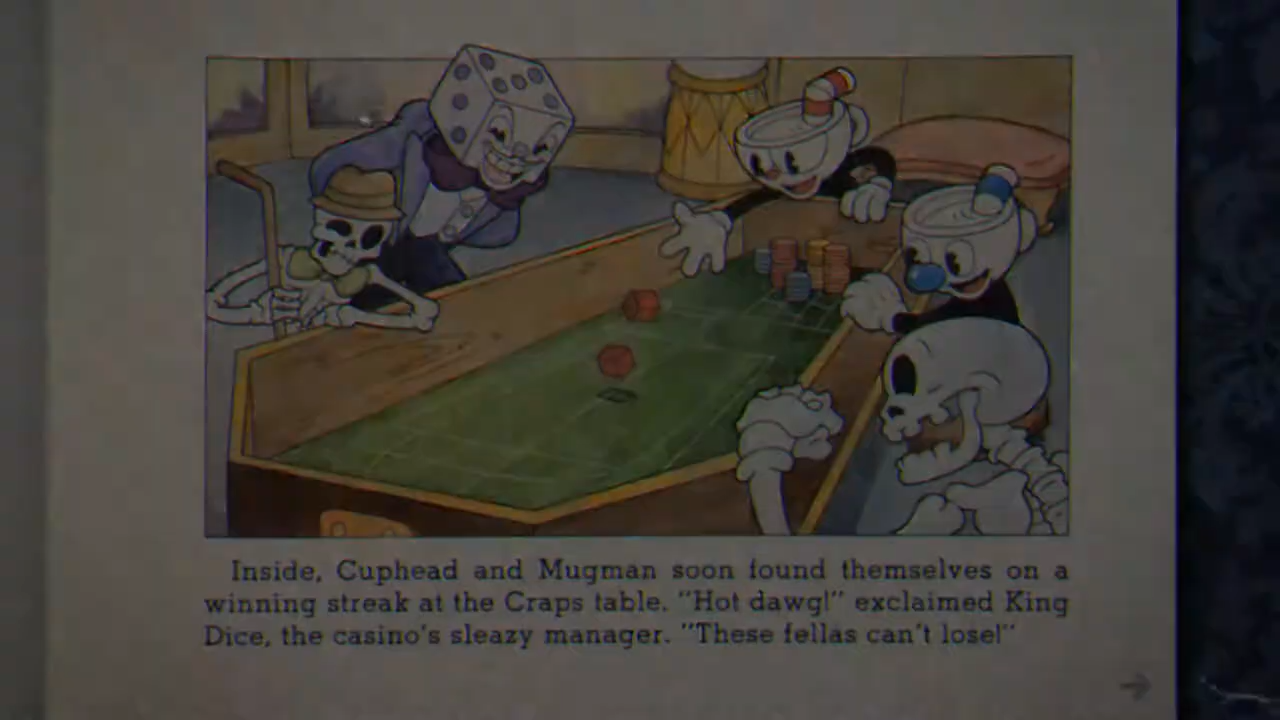 Inside, Cuphead and Mugman soon found themselves on a
winning streak at the Craps table. "Hot dawg!" exclaimed King
Dice, the casino's sleazy manager. "These fellas can't lose!"